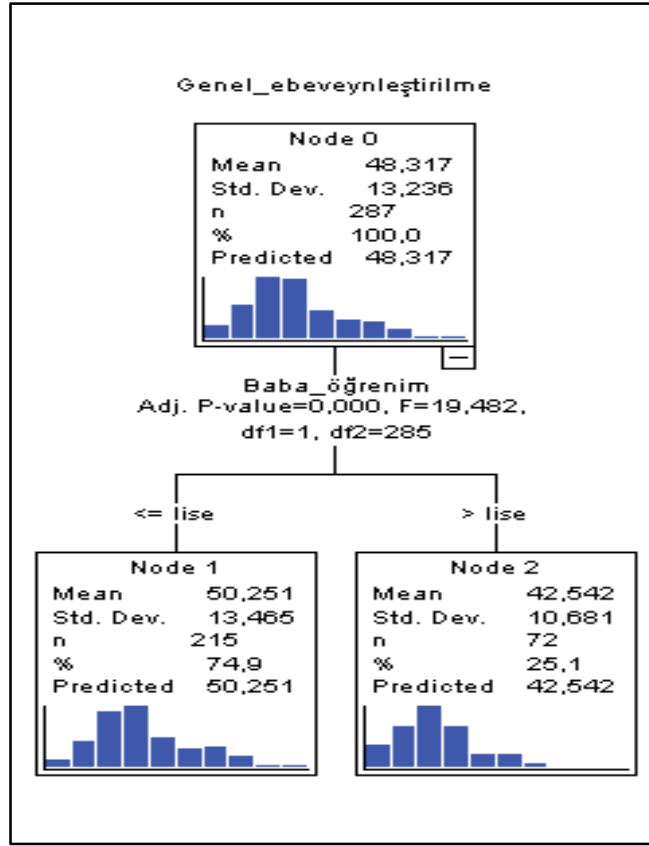 Genel_ebeveynleştirilme
Node 0
Mean 48,317
Std. Dev. 13,236
n 287
% 100,0
Predicted 48,317
Baba_öğrenim
Adj. P-value=0,000, F=19,482,
df1=1, df2=285
<= lise
> lise
Node 1
Mean 50,251
Std. Dev. 13,465
n 215
% 74,9
Predicted 50,251
Node 2
Mean 42,542
Std. Dev. 10,681
n 72
% 25,1
Predicted 42,542